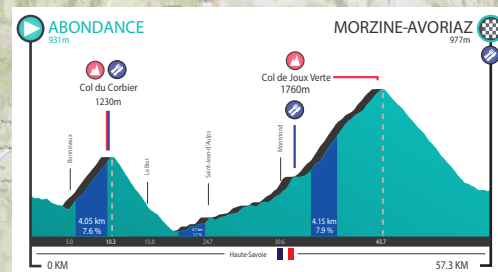 ABONDANCE
931m
MORZINE-AVORIAZ
977m
Col du Corbier
1230m
Col de Joux Verte
1760m
Bonnevaux
Le Biot
Saint-Jean-d'Aulps
Montriond
4.05 km
7.6 %
4.15 km
7.9 %
5.0
10.3
15.0
24.7
30.6
43.7
Haute-Savoie
0 KM
57.3 KM